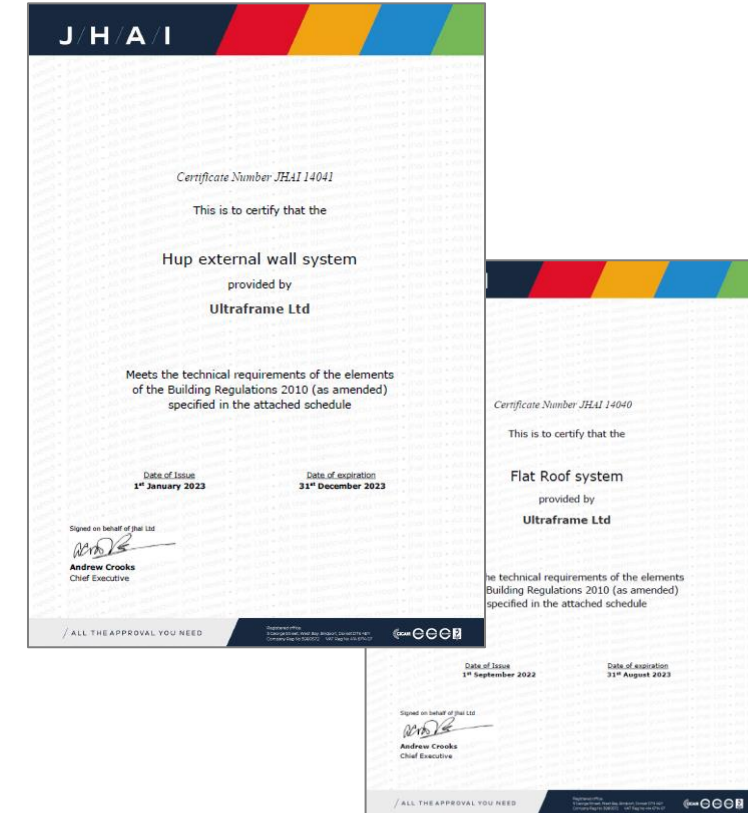 J/H/A/I
Certificate Number JHAI 14041
This is to certify that the
Hup external wall system
provided by
Ultraframe Ltd
Meets the technical requirements of the elements
of the Building Regulations 2010 (as amended)
specified in the attached schedule
Date of Issue
1st January 2023
Date of expiration
31st December 2023
Signed on behalf of jhai Ltd
Andrew Crooks
Chief Executive
/ ALL THE APPROVAL YOU NEED
Registered office
Certificate Number JHAI 14040
This is to certify that the
Flat Roof system
provided by
Ultraframe Ltd
he technical requirements of the elements
Building Regulations 2010 (as amended)
specified in the attached schedule
Date of Issue
1st September 2022
Date of expiration
31st August 2023
Signed on behalf of jhai Ltd
Andrew Crooks
Chief Executive
/ ALL THE APPROVAL YOU NEED